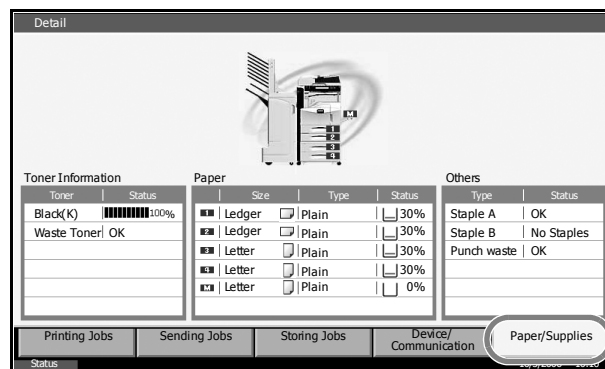 Detail
M
1
2
3
4
Toner Information
Toner Status
Black(K) 100%
Waste Toner OK
Paper
Size Type Status
1 Ledger Plain 30%
2 Ledger Plain 30%
3 Letter Plain 30%
4 Letter Plain 30%
M Letter Plain 0%
Others
Type Status
Staple A OK
Staple B No Staples
Punch waste OK
Printing Jobs
Sending Jobs
Storing Jobs
Device/
Communication
Paper/Supplies
Status